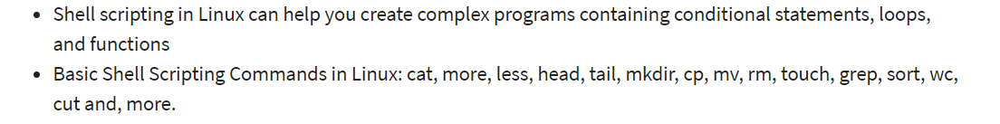 • Shell scripting in Linux can help you create complex programs containing conditional statements, loops,
and functions
• Basic Shell Scripting Commands in Linux: cat, more, less, head, tail, mkdir, cp, mv, rm, touch, grep, sort, wc,
cut and, more.